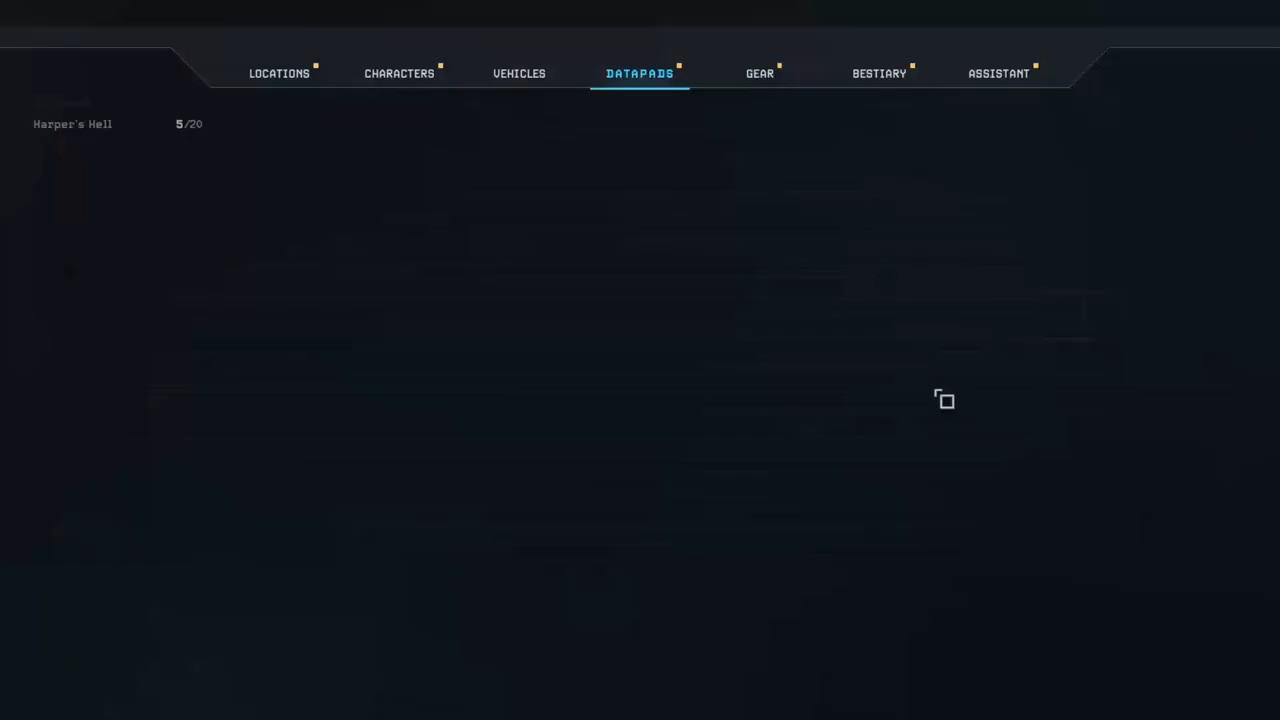 LOCATIONS CHARACTERS VEHICLES DATAPADS GEAR BESTIARY ASSISTANT
Harper's Hell 5/20